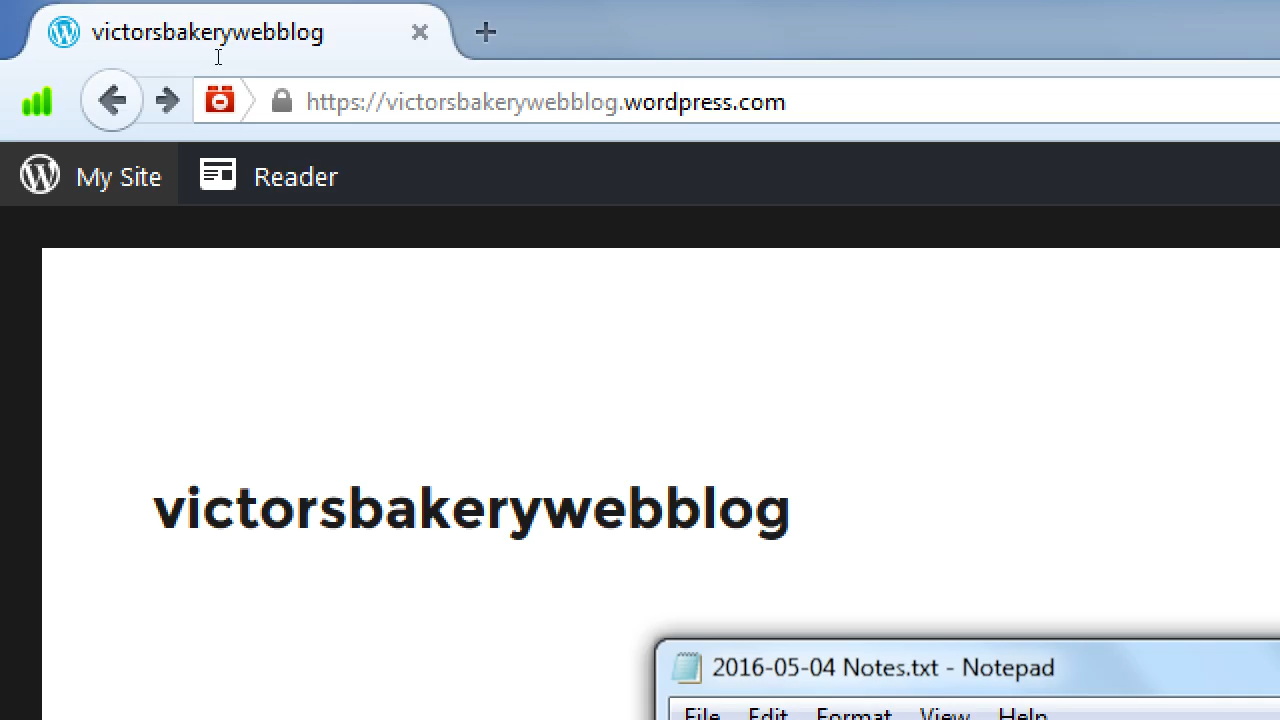 victorsbakerywebblog
https://victorsbakerywebblog.wordpress.com
My Site Reader
victorsbakerywebblog
2016-05-04 Notes.txt - Notepad
File Edit Format View Help